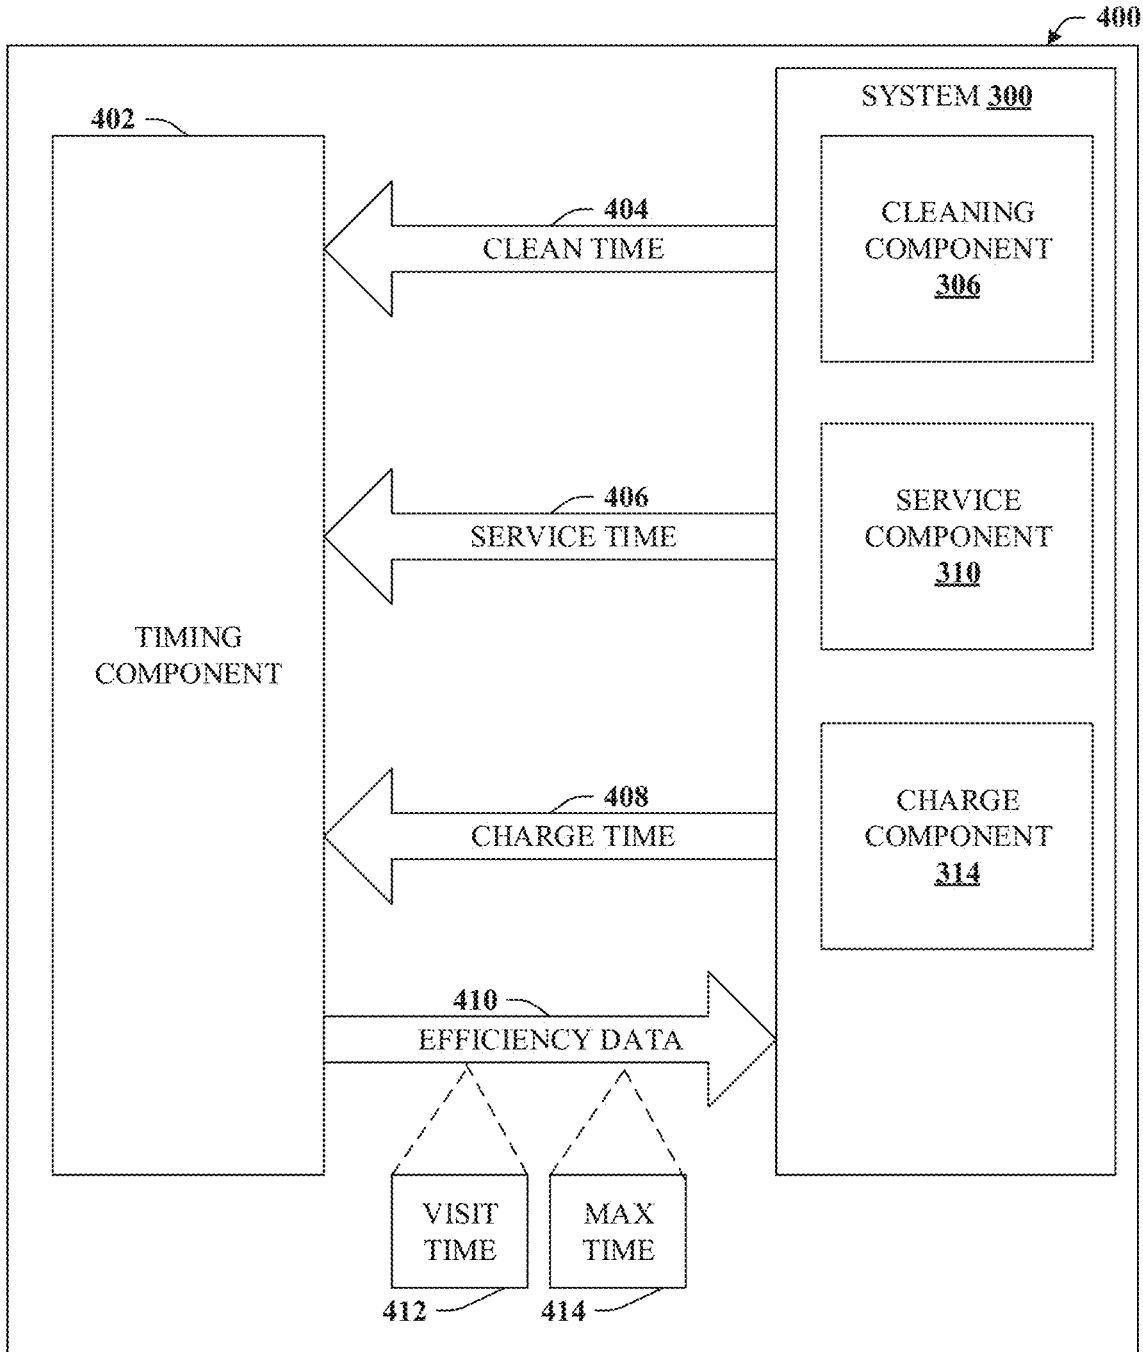 400
SYSTEM 300
402
CLEANING
COMPONENT
306
404
CLEAN TIME
SERVICE
COMPONENT
310
406
SERVICE TIME
TIMING
COMPONENT
CHARGE
COMPONENT
314
408
CHARGE TIME
410
EFFICIENCY DATA
VISIT
TIME
MAX
TIME
412
414